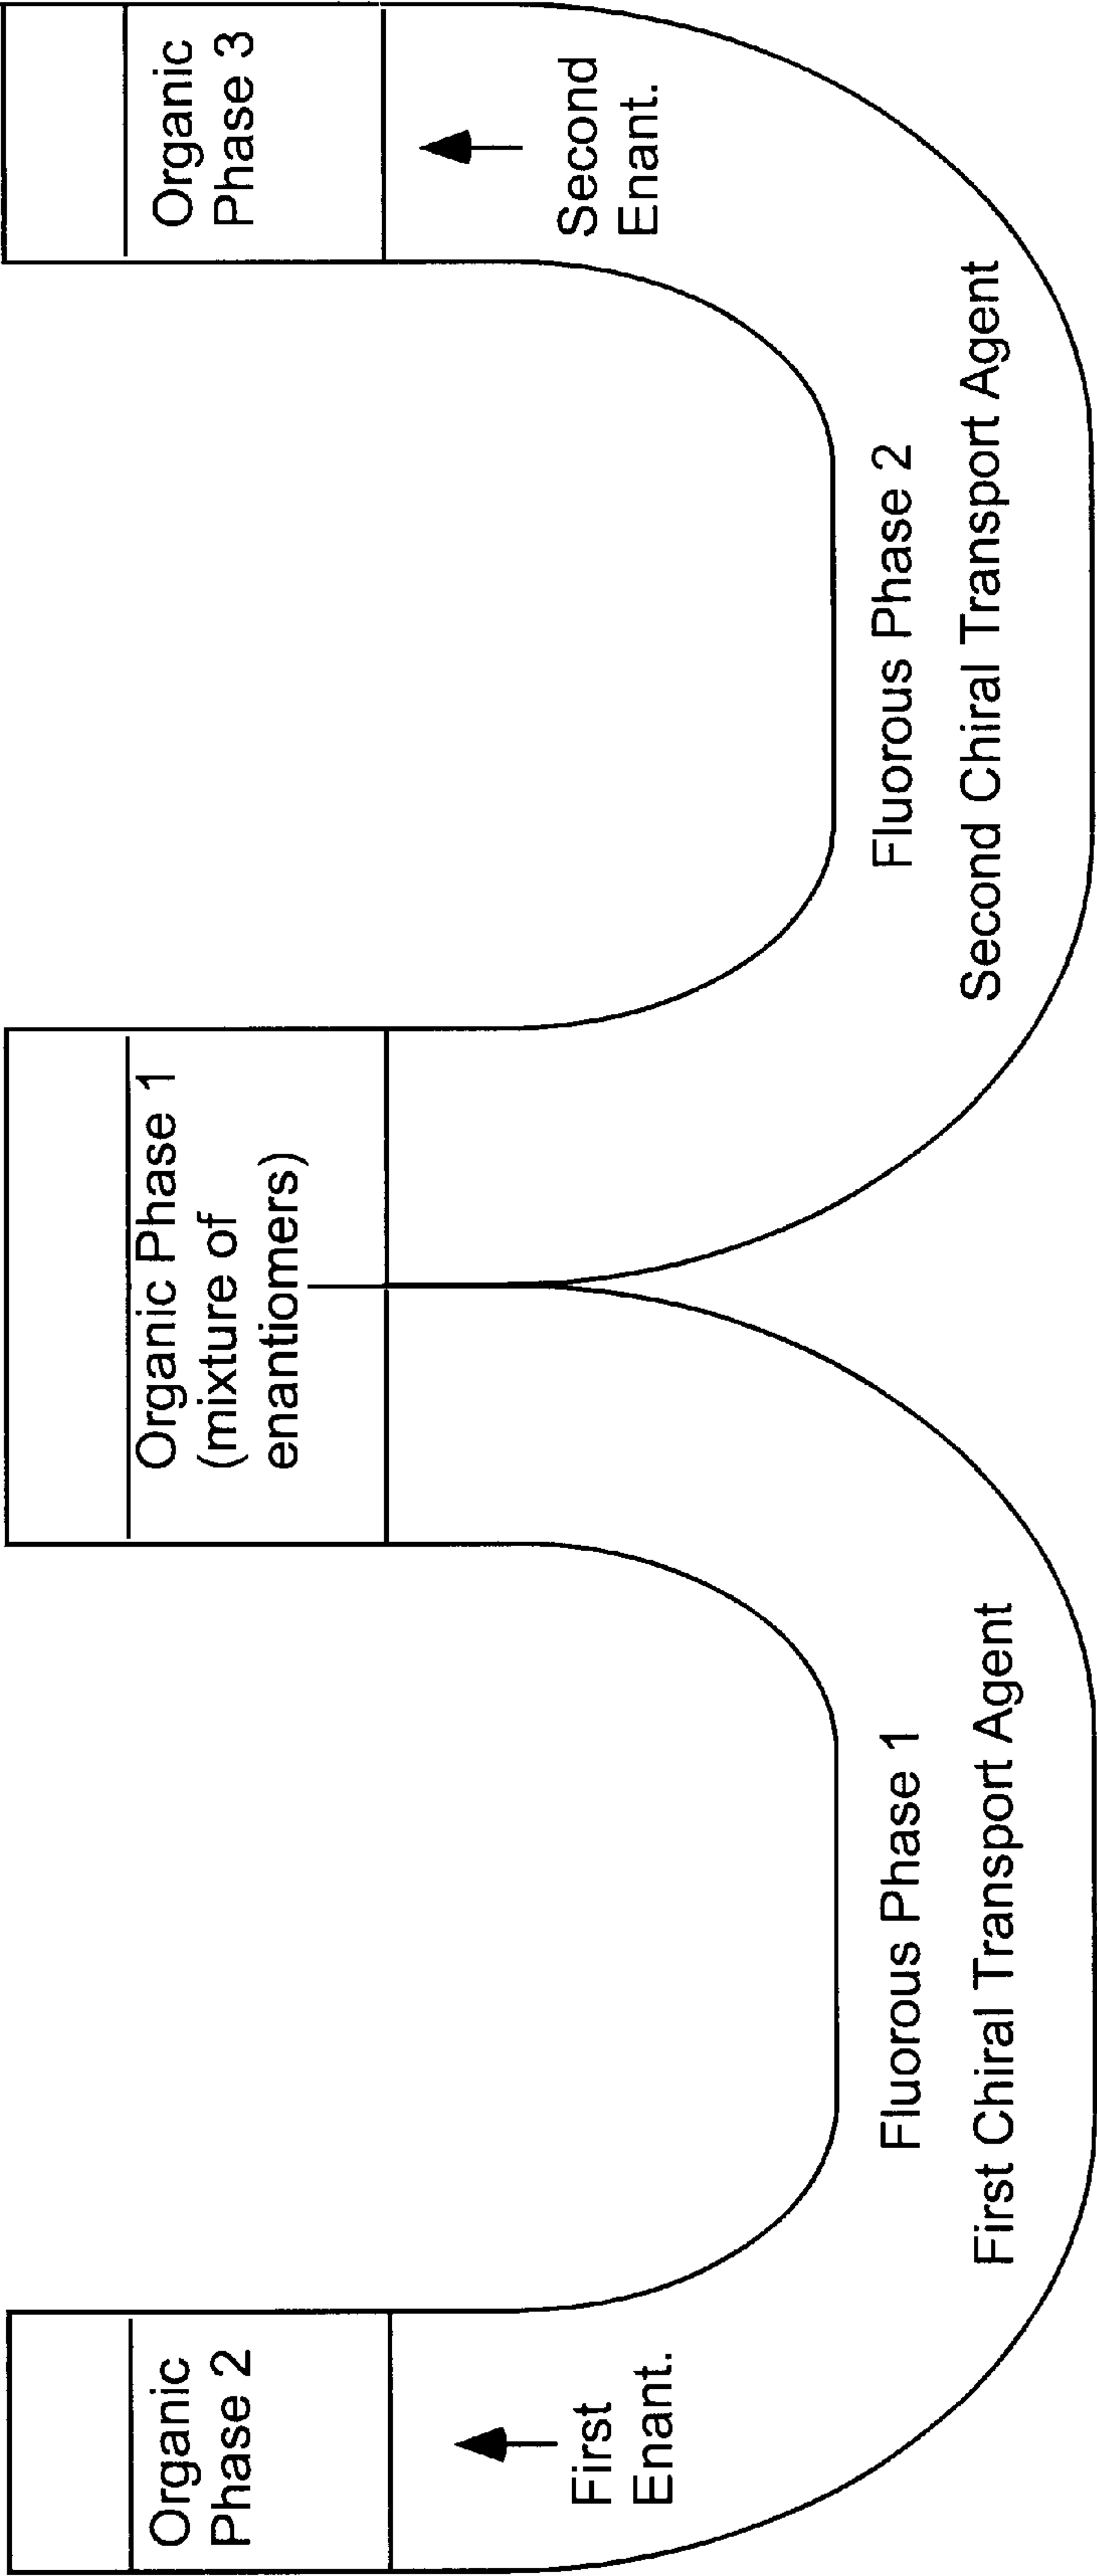 Organic
Phase 2
First
Enant.
Fluorous Phase 1
First Chiral Transport Agent
Organic Phase 1
(mixture of
enantiomers)
Fluorous Phase 2
Second Chiral Transport Agent
Organic
Phase 3
Second
Enant.